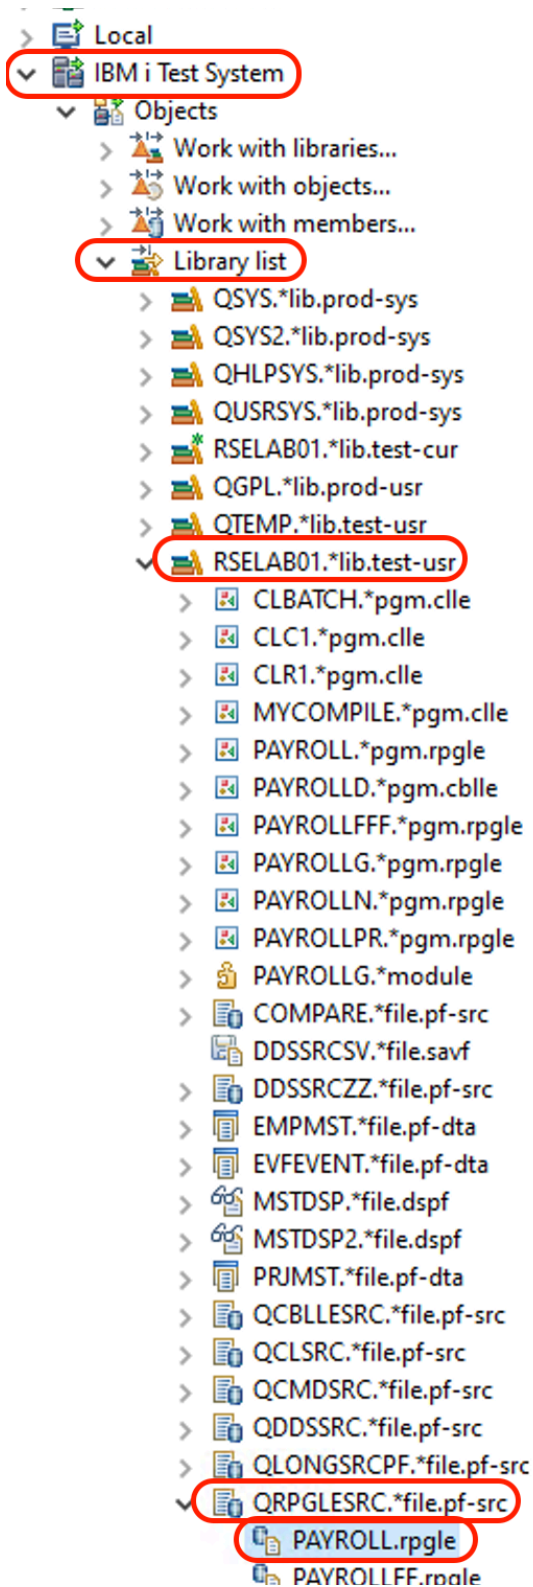 Local
IBM i Test System
Objects
Work with libraries...
Work with objects...
Work with members...
Library list
QSYS.*lib.prod-sys
QSYS2.*lib.prod-sys
QHLPSYS.*lib.prod-sys
QUSRSYS.*lib.prod-sys
RSELAB01.*lib.test-cur
QGPL.*lib.prod-usr
QTEMP.*lib.test-usr
RSELAB01.*lib.test-usr
CLBATCH.*pgm.clle
CLC1.*pgm.clle
CLR1.*pgm.clle
MYCOMPILE.*pgm.clle
PAYROLL.*pgm.rpgle
PAYROLLD.*pgm.cblle
PAYROLLFFF.*pgm.rpgle
PAYROLLG.*pgm.rpgle
PAYROLLN.*pgm.rpgle
PAYROLLPR.*pgm.rpgle
PAYROLLG.*module
COMPARE.*file.pf-src
DDSSRCSV.*file.savf
DDSSRCZZ.*file.pf-src
EMPMST.*file.pf-dta
EVFEVENT.*file.pf-dta
MSTDSP.*file.dspf
MSTDSP2.*file.dspf
PRJMST.*file.pf-dta
QCBLLESRC.*file.pf-src
QCLSRC.*file.pf-src
QCMDSRC.*file.pf-src
QDDSSRC.*file.pf-src
QLONGSRCPF.*file.pf-src
QRPGLESRC.*file.pf-src
PAYROLL.rpgle
PAYROLLFF.rpgle